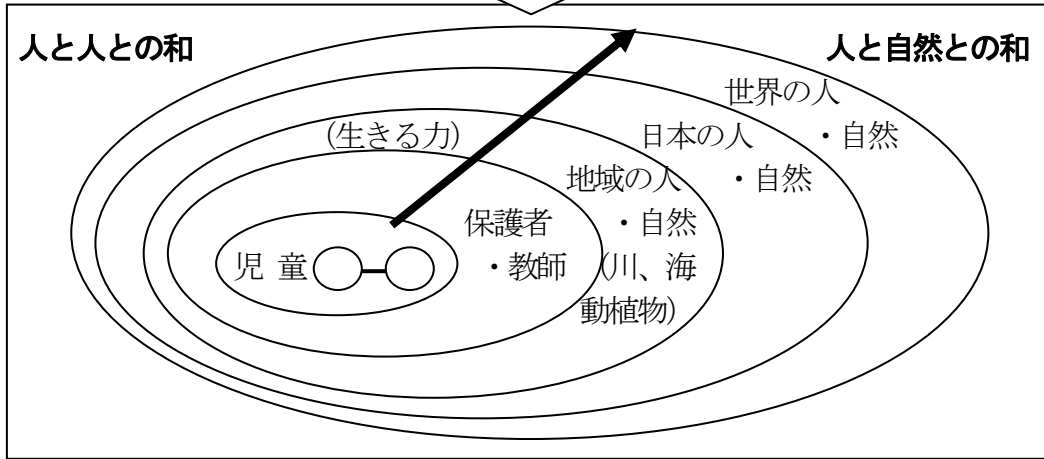 人と人との和
人と自然との和
世界の人
・自然
日本の人
・自然
(生きる力)
地域の人
・自然
(川、海
動植物)
保護者
・教師
児 童